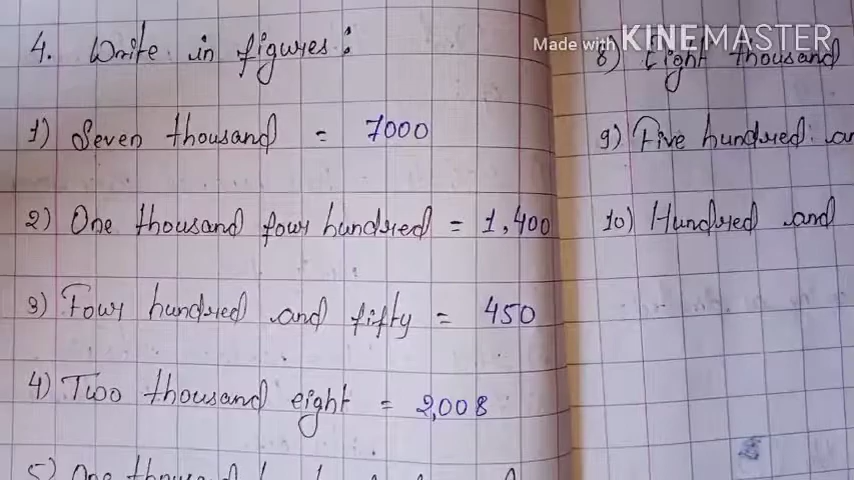 4. Write in figures:
1) Seven thousand = 7000
2) One thousand four hundred = 1,400
3) Four hundred and fifty = 450
4) Two thousand eight = 2,008
5) One
Made with KINEMASTER
8) Eight thousand
9) Five hundred
10) Hundred and